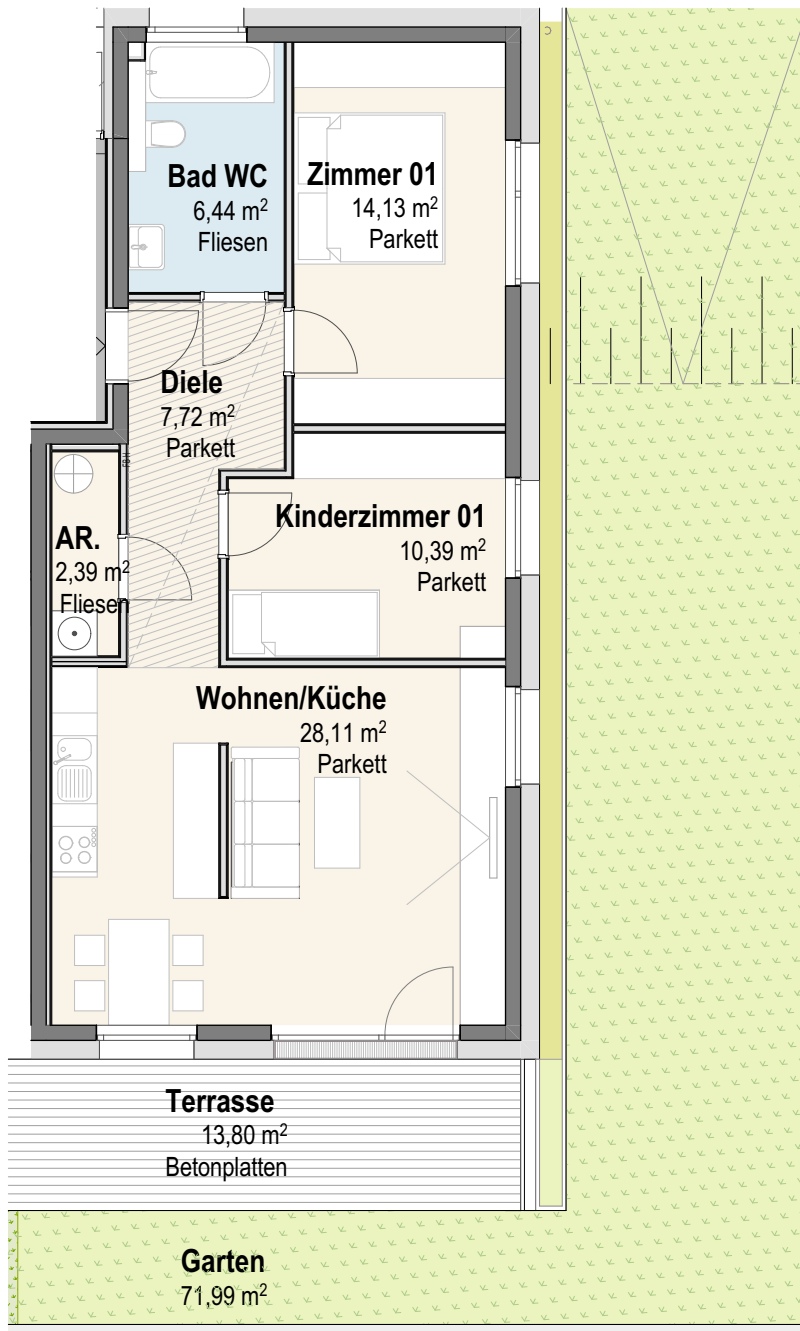 Bad WC
6,44 m²
Fliesen
Zimmer 01
14,13 m²
Parkett
Diele
7,72 m²
Parkett
FBH
AR.
2,39 m²
Fliesen
Kinderzimmer 01
10,39 m²
Parkett
Wohnen/Küche
28,11 m²
Parkett
Terrasse
13,80 m²
Betonplatten
Garten
71,99 m²